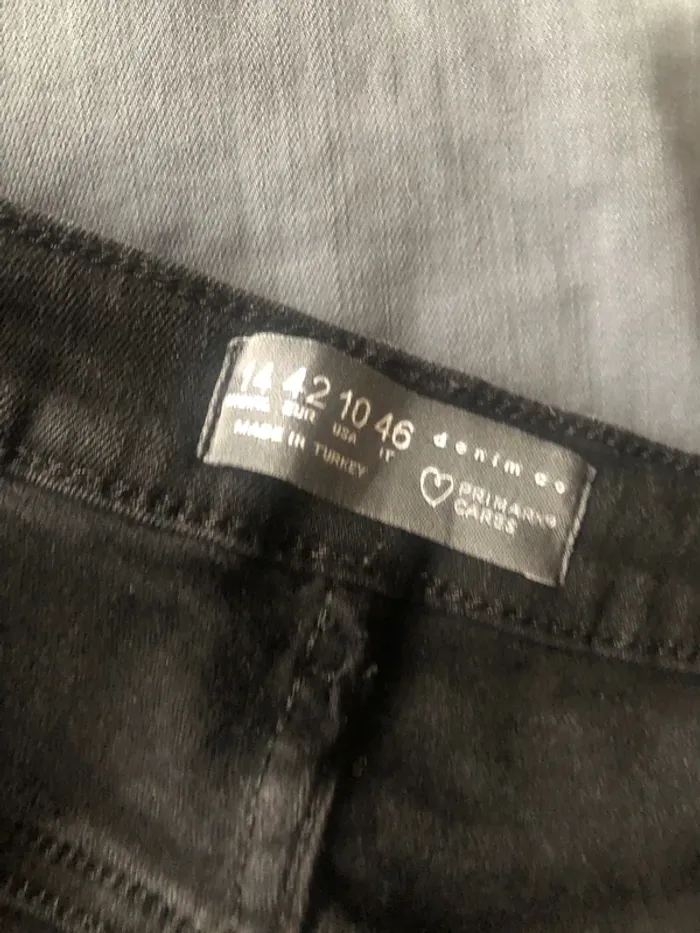 14 42 10 46
EUR USA IT
MADE IN TURKEY
denim co
PRIMARK
CARES